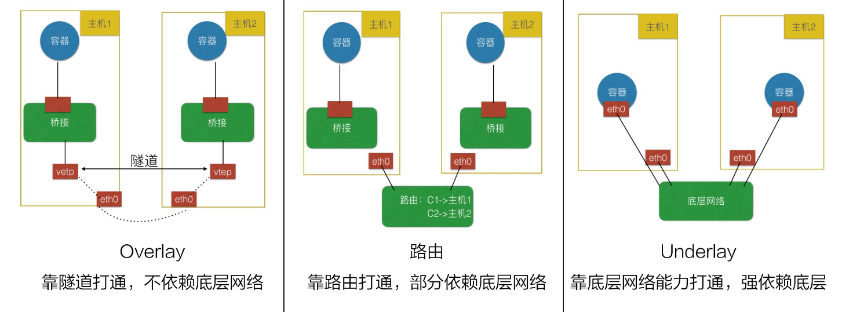 主机1
容器
桥接
vetp
eth0
隧道
主机2
容器
桥接
vtep
eth0
Overlay
靠隧道打通，不依赖底层网络
主机1
容器
桥接
eth0
主机2
容器
桥接
eth0
路由：C1->主机1
C2->主机2
路由
靠路由打通，部分依赖底层网络
主机1
容器
eth0
eth0
主机2
容器
eth0
eth0
底层网络
Underlay
靠底层网络能力打通，强依赖底层